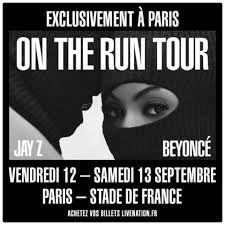 EXCLUSIVEMENT À PARIS
ON THE RUN TOUR
JAY Z BEYONCÉ
VENDREDI 12 – SAMEDI 13 SEPTEMBRE
PARIS – STADE DE FRANCE
ACHETEZ VOS BILLETS LIVENATION.FR